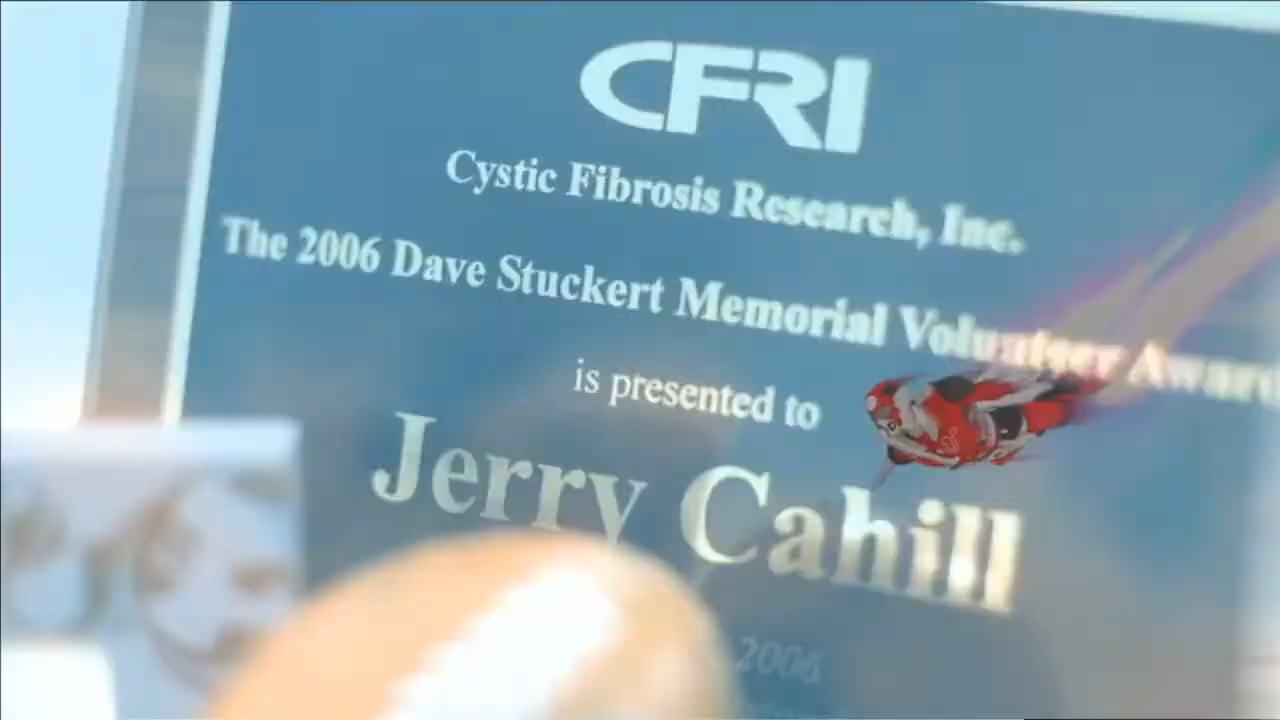 CFRI
Cystic Fibrosis Research, Inc.
The 2006 Dave Stuckert Memorial Volunteer Award
is presented to
Jerry Cahill
2006